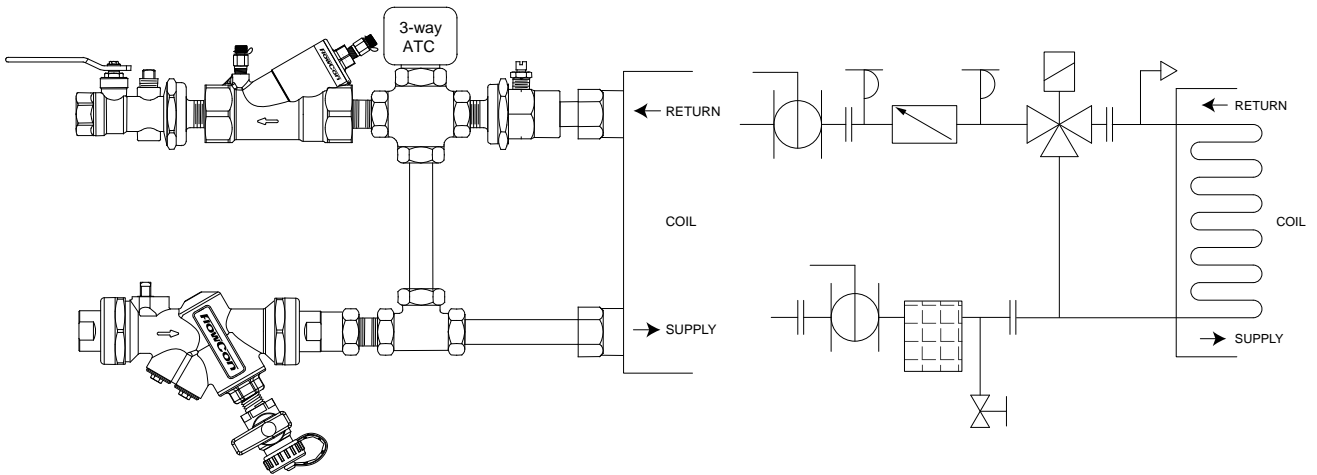 3-way
ATC
FLOWCON
RETURN
COIL
SUPPLY
FlowCon
RETURN
COIL
SUPPLY